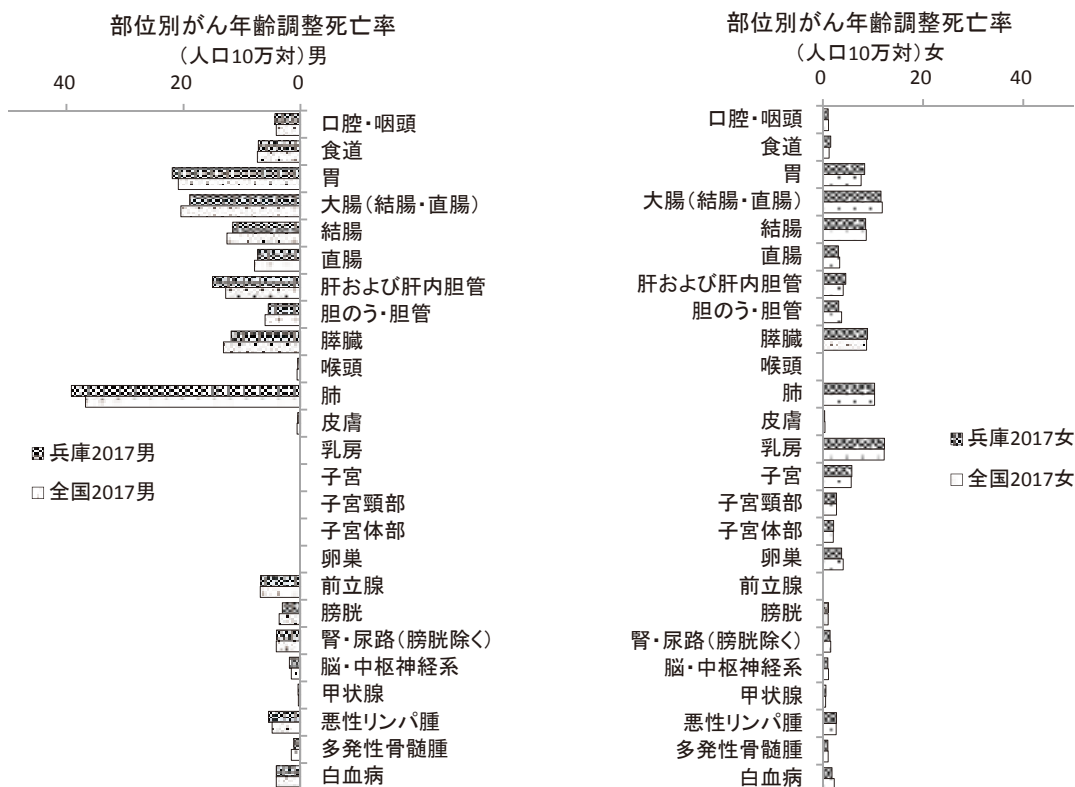 部位別がん年齢調整死亡率
（人口10万対）男
40 20 0
口腔・咽頭
食道
胃
大腸（結腸・直腸）
結腸
直腸
肝および肝内胆管
胆のう・胆管
膵臓
喉頭
肺
皮膚
乳房
子宮
子宮頸部
子宮体部
卵巣
前立腺
膀胱
腎・尿路（膀胱除く）
脳・中枢神経系
甲状腺
悪性リンパ腫
多発性骨髄腫
白血病
兵庫2017男
全国2017男
部位別がん年齢調整死亡率
（人口10万対）女
0 20 40
口腔・咽頭
食道
胃
大腸（結腸・直腸）
結腸
直腸
肝および肝内胆管
胆のう・胆管
膵臓
喉頭
肺
皮膚
乳房
子宮
子宮頸部
子宮体部
卵巣
前立腺
膀胱
腎・尿路（膀胱除く）
脳・中枢神経系
甲状腺
悪性リンパ腫
多発性骨髄腫
白血病
兵庫2017女
全国2017女